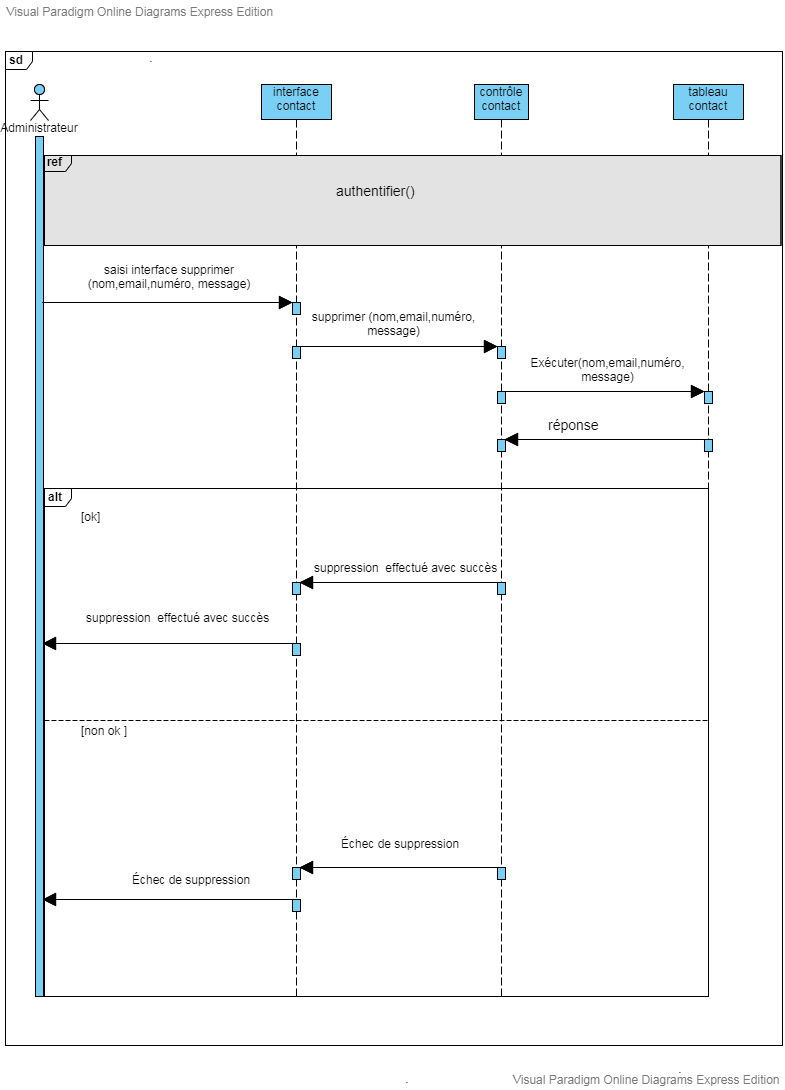 Visual Paradigm Online Diagrams Express Edition
sd
interface
contact
contrôle
contact
tableau
contact
Administrateur
ref
authentifier()
saisi interface supprimer
(nom,email,numéro, message)
supprimer (nom,email,numéro,
message)
Exécuter(nom,email,numéro,
message)
réponse
alt
[ok]
suppression effectué avec succès
suppression effectué avec succès
[non ok ]
Échec de suppression
Échec de suppression
Visual Paradigm Online Diagrams Express Edition